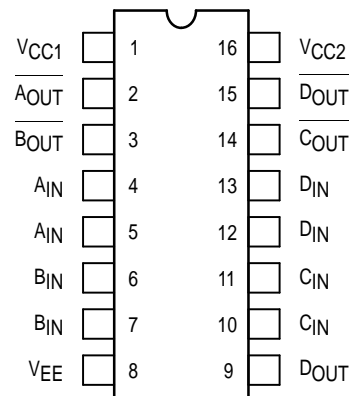 VCC1 1 16 VCC2
AOUT 2 15 DOUT
BOUT 3 14 COUT
AIN 4 13 DIN
AIN 5 12 DIN
BIN 6 11 CIN
BIN 7 10 CIN
VEE 8 9 DOUT